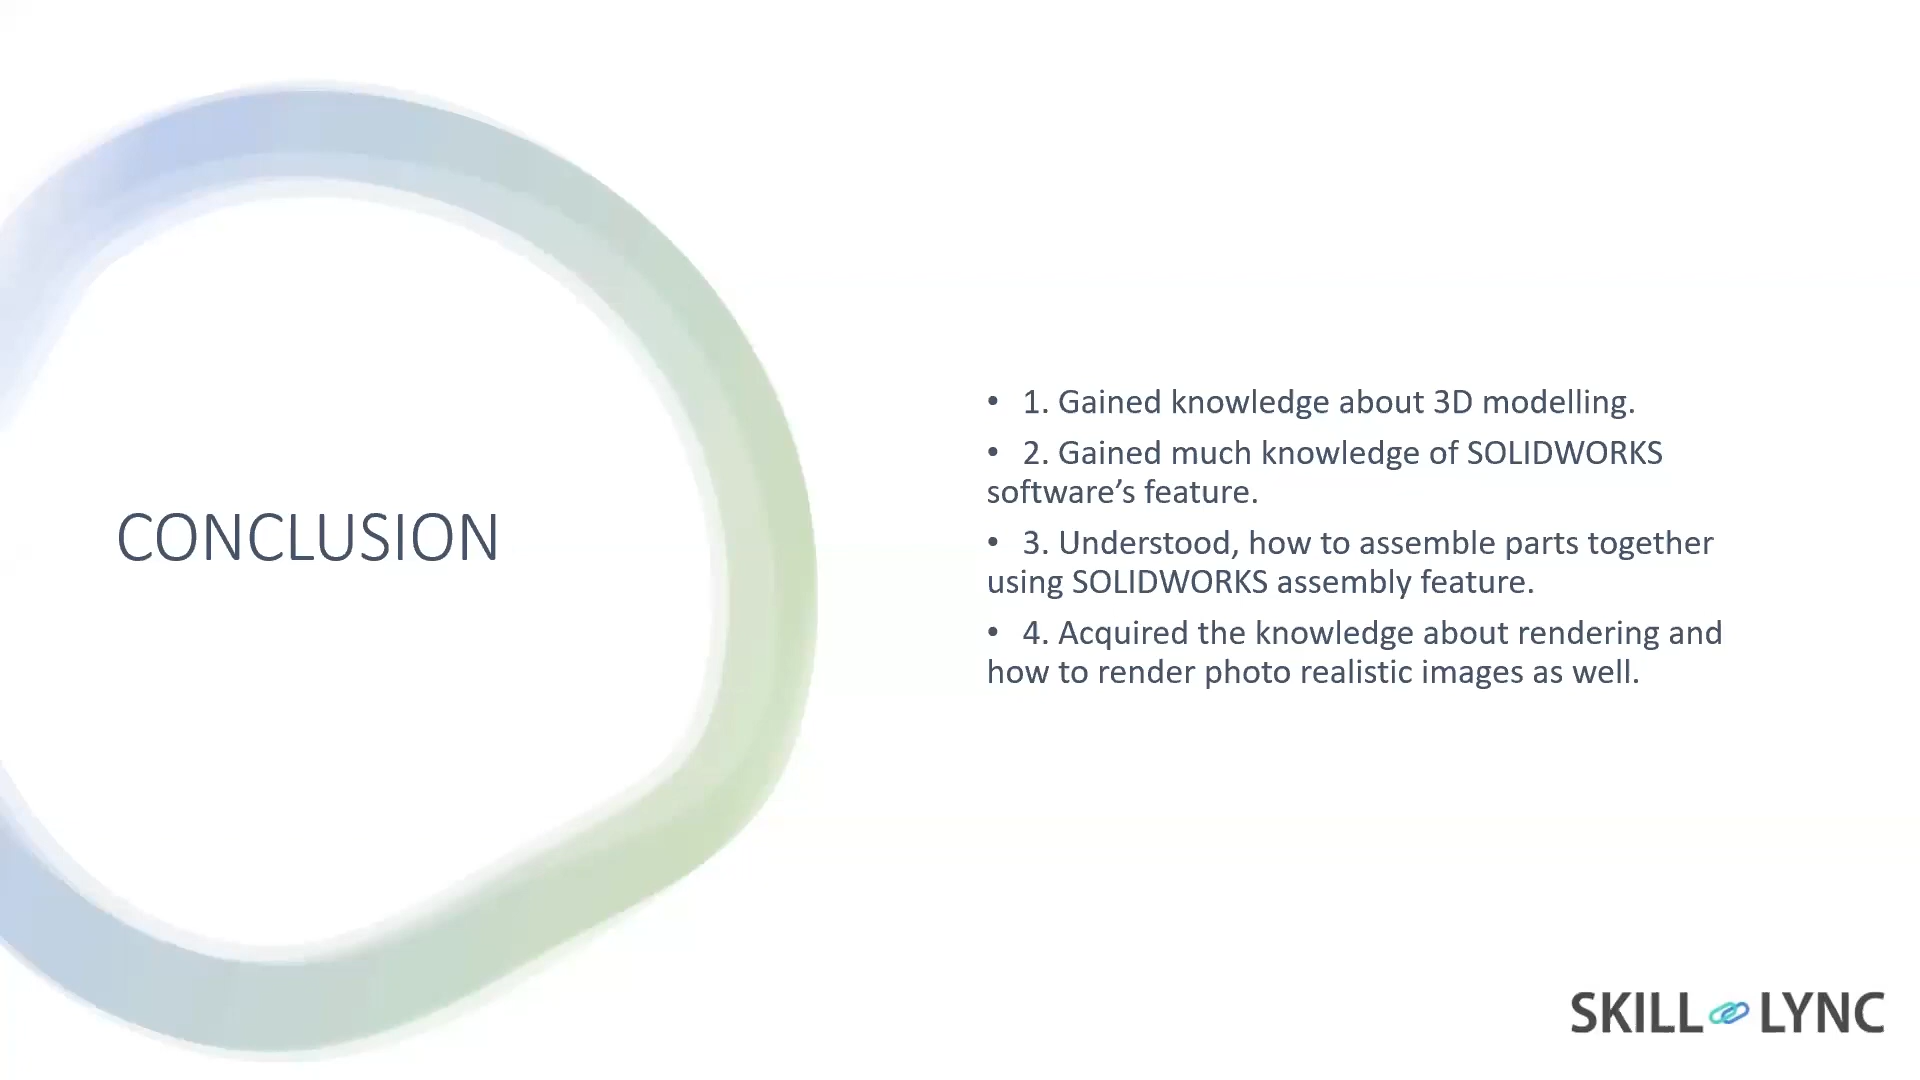 CONCLUSION
• 1. Gained knowledge about 3D modelling.
• 2. Gained much knowledge of SOLIDWORKS
software’s feature.
• 3. Understood, how to assemble parts together
using SOLIDWORKS assembly feature.
• 4. Acquired the knowledge about rendering and
how to render photo realistic images as well.
SKILL LYNC